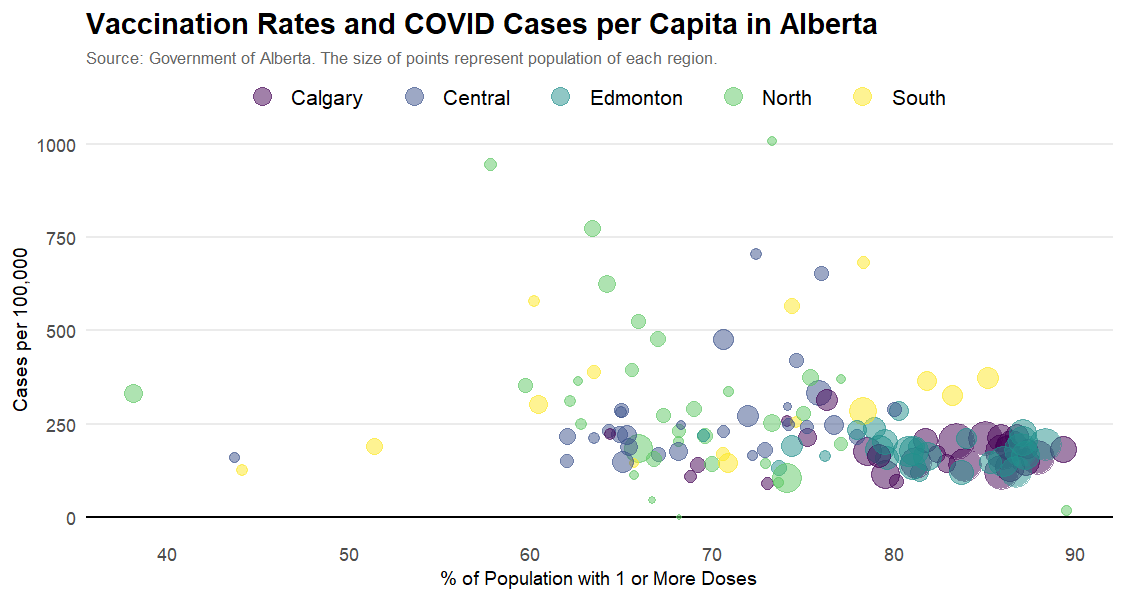 Vaccination Rates and COVID Cases per Capita in Alberta
Source: Government of Alberta. The size of points represent population of each region.
Calgary Central Edmonton North South
1000
750
500
250
0
Cases per 100,000
40 50 60 70 80 90
% of Population with 1 or More Doses